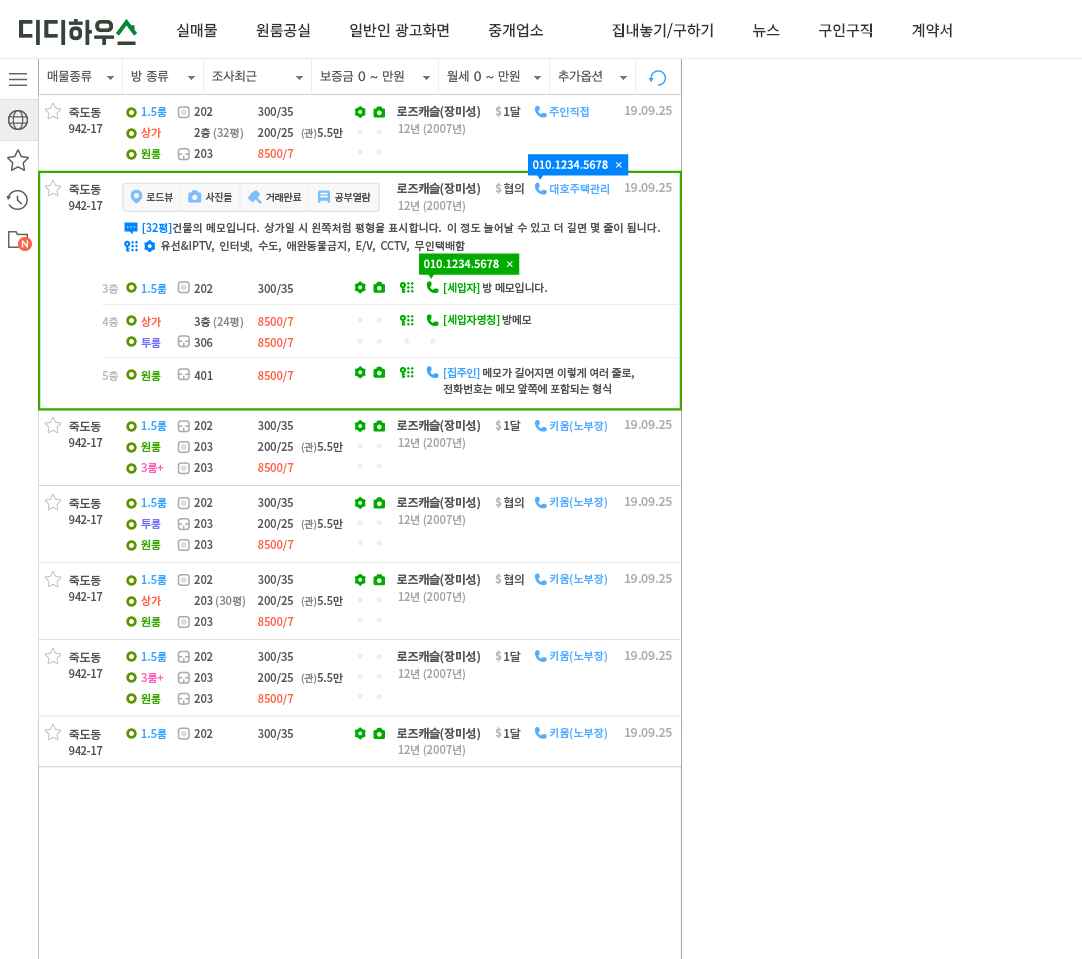 디디하우스 실매물 원룸공실 일반인 광고화면 중개업소 집내놓기/구하기 뉴스 구인구직 계약서
매물종류 방 종류 조사최근 보증금 0 ~ 만원 월세 0 ~ 만원 추가옵션
죽도동 1.5룸 202 300/35 로즈캐슬(장미성) $ 1달 주인직접 19.09.25
942-17 상가 2층 (32평) 200/25 (관)5.5만 12년 (2007년)
원룸 203 8500/7
010.1234.5678 ×
죽도동 로드뷰 사진들 거래완료 공부열람 로즈캐슬(장미성) $ 협의 대호주택관리 19.09.25
942-17 12년 (2007년)
[32평]건물의 메모입니다. 상가일 시 왼쪽처럼 평형을 표시합니다. 이 정도 늘어날 수 있고 더 길면 몇 줄이 됩니다.
유선&IPTV, 인터넷, 수도, 애완동물금지, E/V, CCTV, 무인택배함
010.1234.5678 ×
3층 1.5룸 202 300/35 [세입자] 방 메모입니다.
4층 상가 3층 (24평) 8500/7 [세입자명칭] 방메모
투룸 306 8500/7
5층 원룸 401 8500/7 [집주인] 메모가 길어지면 이렇게 여러 줄로,
전화번호는 메모 앞쪽에 포함되는 형식
죽도동 1.5룸 202 300/35 로즈캐슬(장미성) $ 1달 키움(노부장) 19.09.25
942-17 원룸 203 200/25 (관)5.5만 12년 (2007년)
3룸+ 203 8500/7
죽도동 1.5룸 202 300/35 로즈캐슬(장미성) $ 협의 키움(노부장) 19.09.25
942-17 투룸 203 200/25 (관)5.5만 12년 (2007년)
원룸 203 8500/7
죽도동 1.5룸 202 300/35 로즈캐슬(장미성) $ 협의 키움(노부장) 19.09.25
942-17 상가 203 (30평) 200/25 (관)5.5만 12년 (2007년)
원룸 203 8500/7
죽도동 1.5룸 202 300/35 로즈캐슬(장미성) $ 1달 키움(노부장) 19.09.25
942-17 3룸+ 203 200/25 (관)5.5만 12년 (2007년)
원룸 203 8500/7
죽도동 1.5룸 202 300/35 로즈캐슬(장미성) $ 1달 키움(노부장) 19.09.25
942-17 12년 (2007년)
N